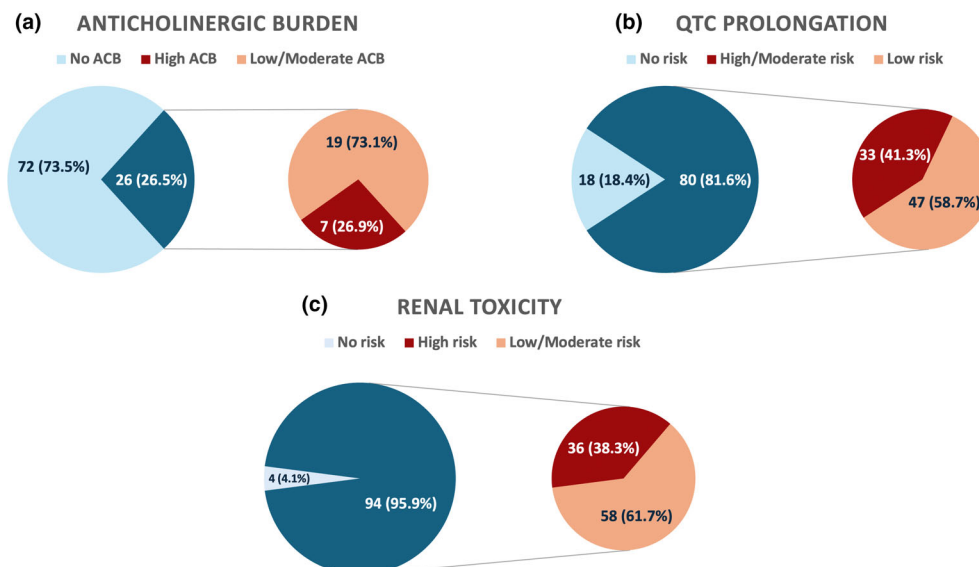 (a) ANTICHOLINERGIC BURDEN
No ACB High ACB Low/Moderate ACB
72 (73.5%)
26 (26.5%)
19 (73.1%)
7 (26.9%)
(b) QTC PROLONGATION
No risk High/Moderate risk Low risk
18 (18.4%)
80 (81.6%)
33 (41.3%)
47 (58.7%)
(c) RENAL TOXICITY
No risk High risk Low/Moderate risk
4 (4.1%)
94 (95.9%)
36 (38.3%)
58 (61.7%)